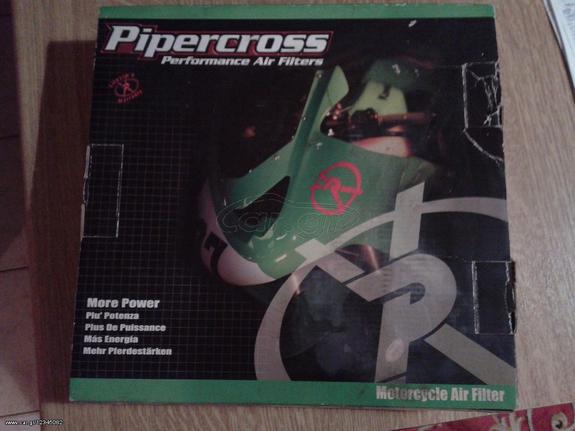 Pipercross
Performance Air Filters
More Power
Piu' Potenza
Plus De Puissance
Más Energía
Mehr Pferdestärken
Motorcycle Air Filter